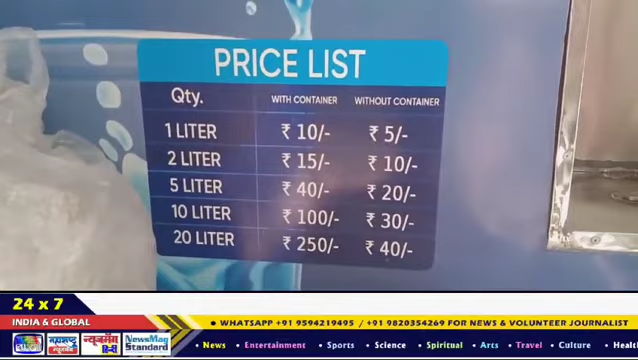 PRICE LIST
Qty. WITH CONTAINER WITHOUT CONTAINER
1 LITER ₹ 10/- ₹ 5/-
2 LITER ₹ 15/- ₹ 10/-
5 LITER ₹ 40/- ₹ 20/-
10 LITER ₹ 100/- ₹ 30/-
20 LITER ₹ 250/- ₹ 40/-
24 x 7
INDIA & GLOBAL
• WHATSAPP +91 9594219495 / +91 9820354269 FOR NEWS & VOLUNTEER JOURNALIST
NewsMag
Standard
• News • Entertainment • Sports • Science • Spiritual • Arts • Travel • Culture • Healt